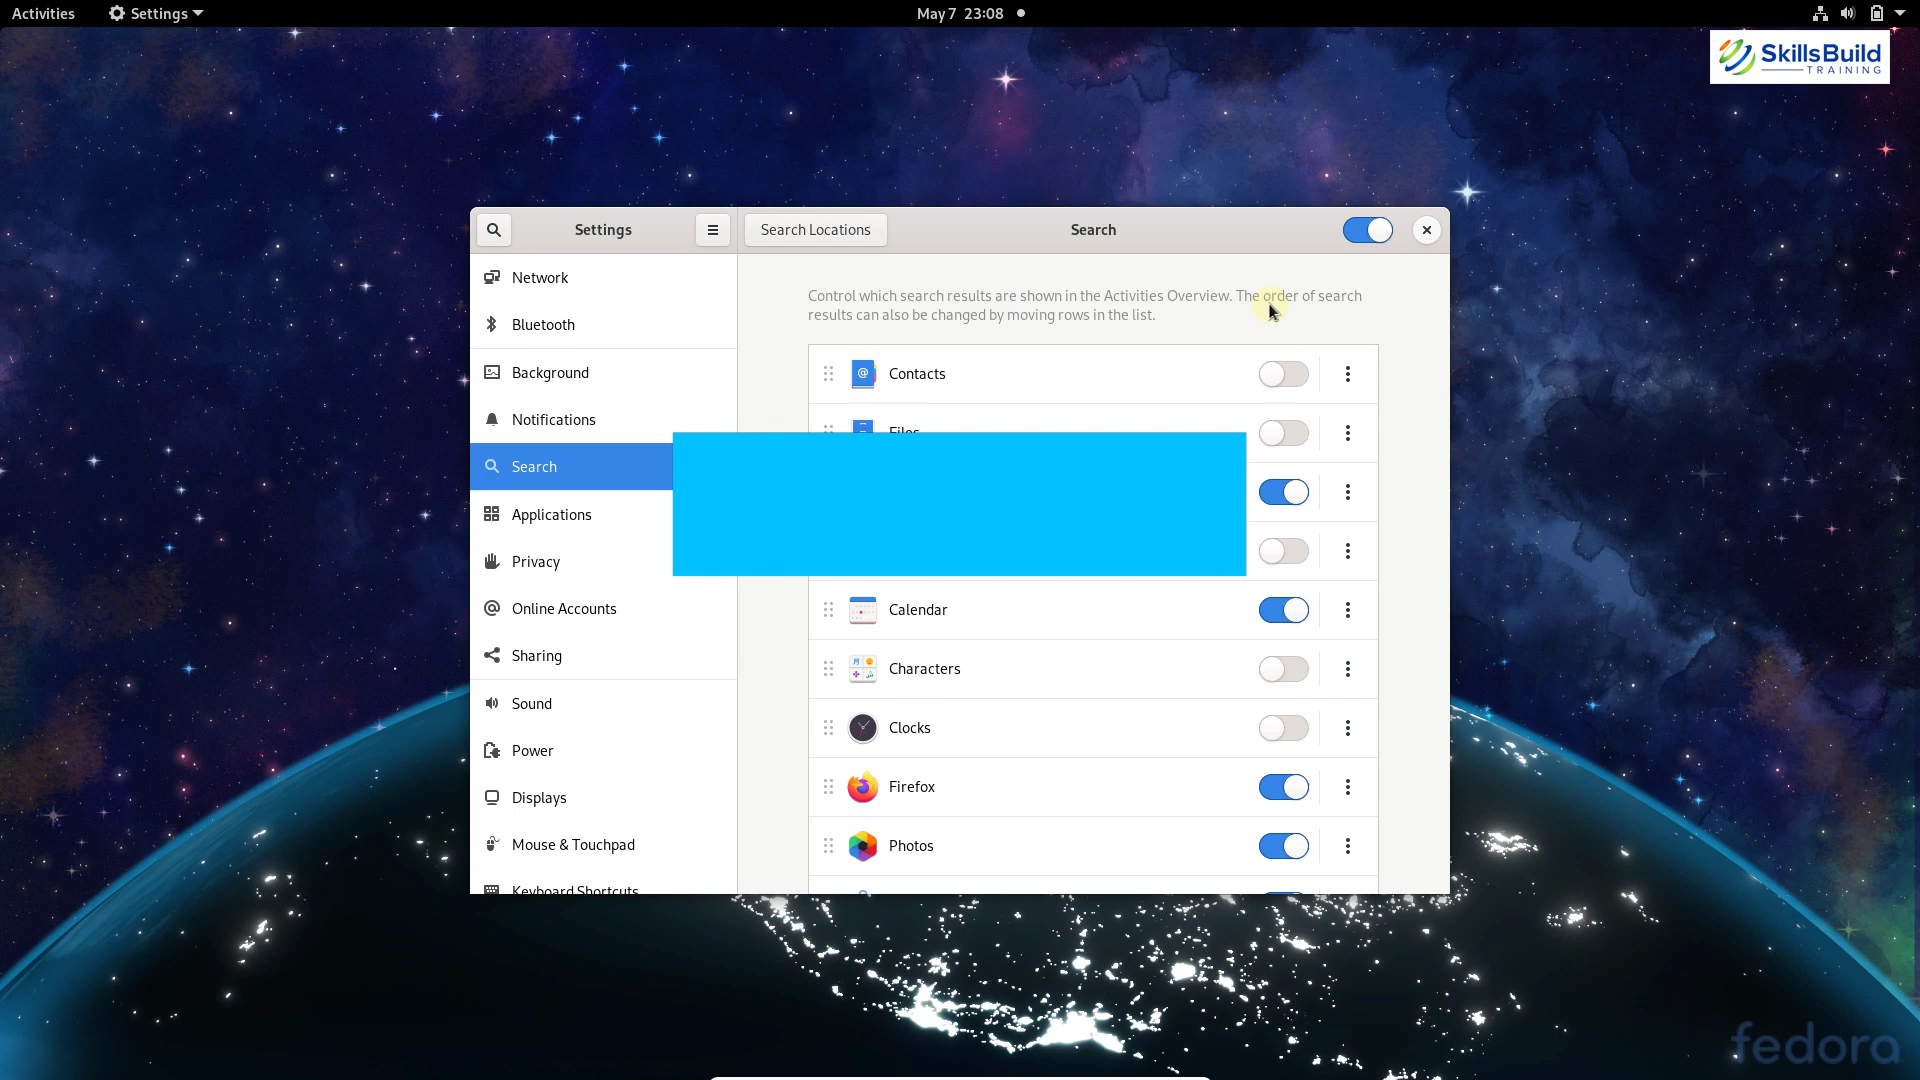 Activities
Settings
May 7 23:08
SkillsBuild
TRAINING
Settings
Search Locations
Search
Network
Bluetooth
Background
Notifications
Search
Applications
Privacy
Online Accounts
Sharing
Sound
Power
Displays
Mouse & Touchpad
Keyboard Shortcuts
Control which search results are shown in the Activities Overview. The order of search
results can also be changed by moving rows in the list.
Contacts
Files
Calendar
Characters
Clocks
Firefox
Photos
fedora